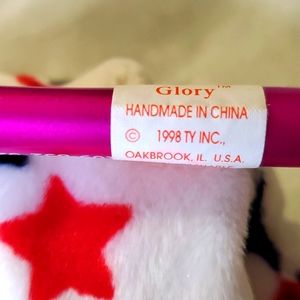 Glory™
HANDMADE IN CHINA
© 1998 TY INC.,
OAKBROOK, IL. U.S.A.